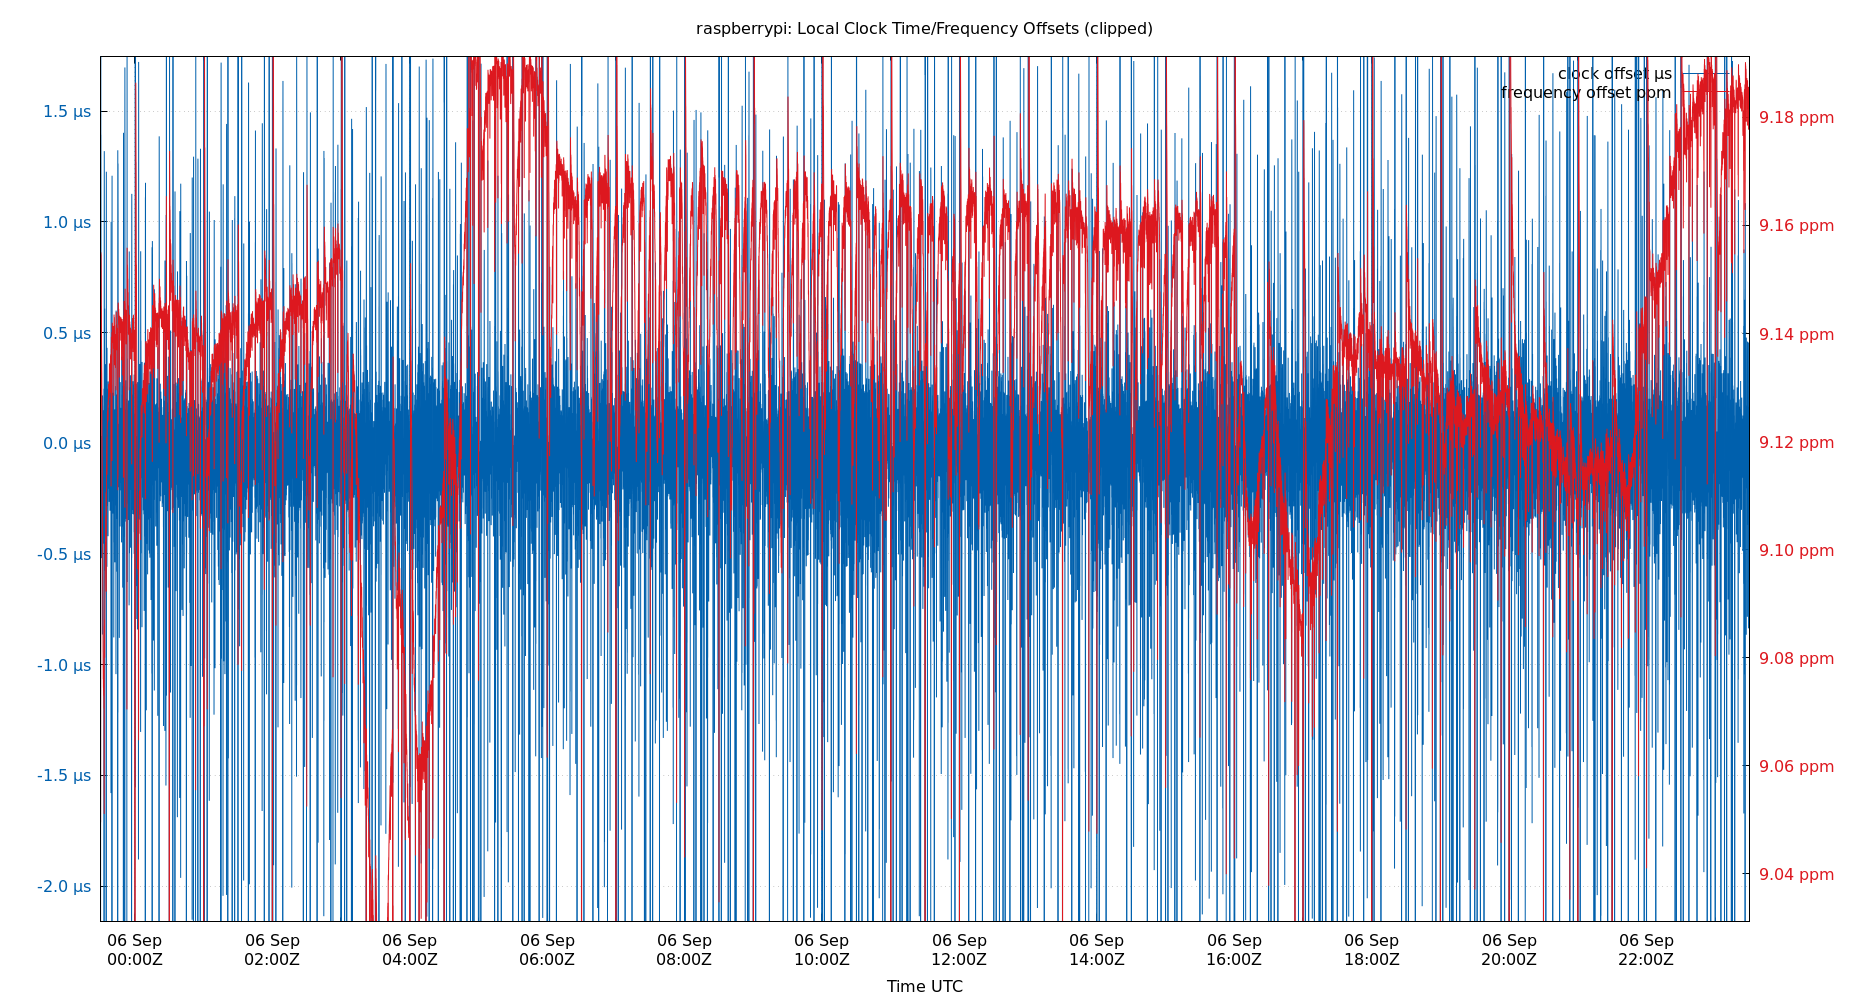 raspberrypi: Local Clock Time/Frequency Offsets (clipped)
clock offset µs
frequency offset ppm
1.5 µs
1.0 µs
0.5 µs
0.0 µs
-0.5 µs
-1.0 µs
-1.5 µs
-2.0 µs
9.18 ppm
9.16 ppm
9.14 ppm
9.12 ppm
9.10 ppm
9.08 ppm
9.06 ppm
9.04 ppm
06 Sep 06 Sep 06 Sep 06 Sep 06 Sep 06 Sep 06 Sep 06 Sep 06 Sep 06 Sep 06 Sep 06 Sep
00:00Z 02:00Z 04:00Z 06:00Z 08:00Z 10:00Z 12:00Z 14:00Z 16:00Z 18:00Z 20:00Z 22:00Z
Time UTC